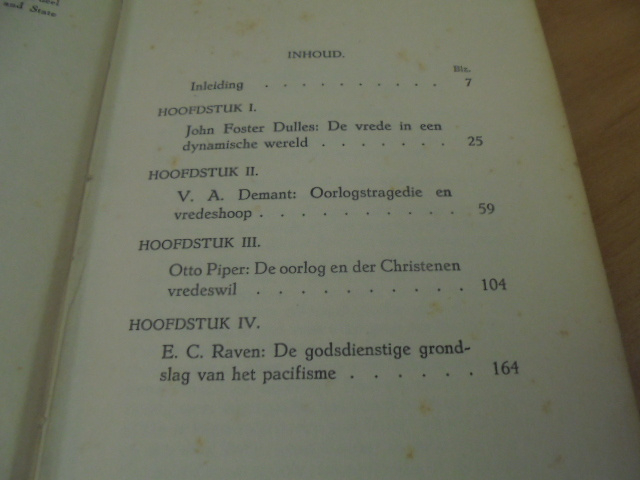 and State
INHOUD.
Blz.
Inleiding . . . . . . . . . . 7
HOOFDSTUK I.
John Foster Dulles: De vrede in een
dynamische wereld . . . . . . . 25
HOOFDSTUK II.
V. A. Demant: Oorlogstragedie en
vredeshoop . . . . . . . . . . 59
HOOFDSTUK III.
Otto Piper: De oorlog en der Christenen
vredeswil . . . . . . . . . . 104
HOOFDSTUK IV.
E. C. Raven: De godsdienstige grond-
slag van het pacifisme . . . . . . 164